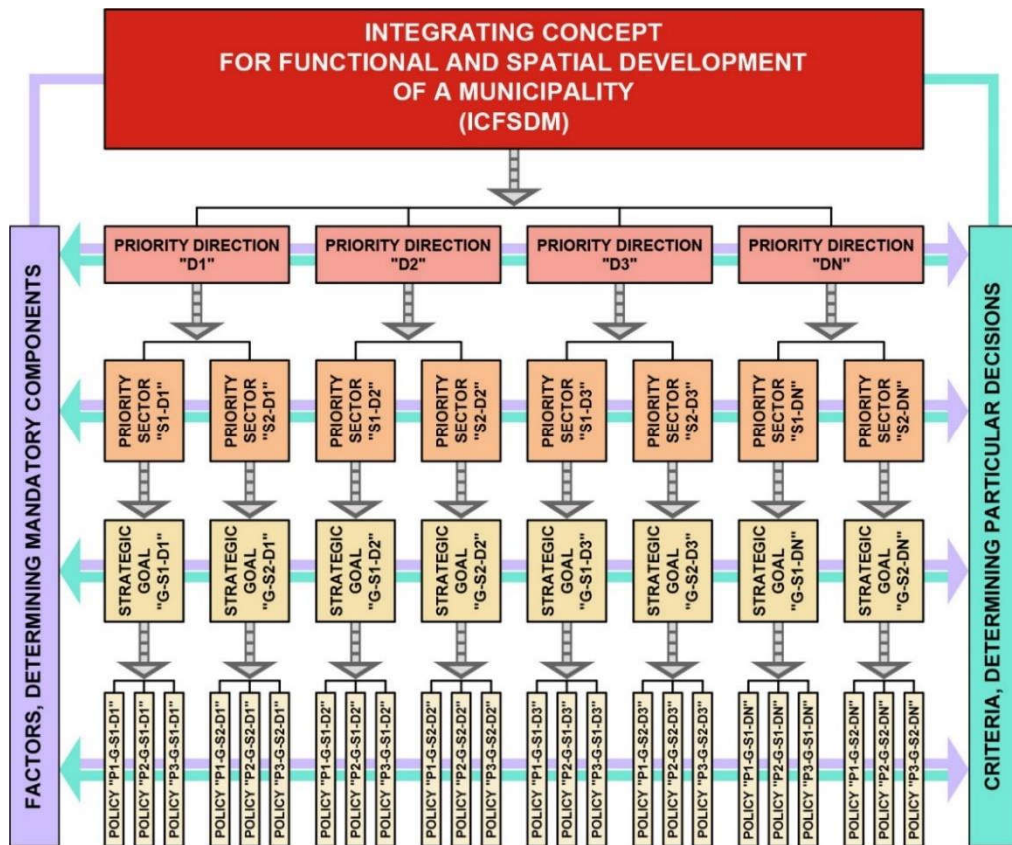 INTEGRATING CONCEPT
FOR FUNCTIONAL AND SPATIAL DEVELOPMENT
OF A MUNICIPALITY
(ICFSDM)
FACTORS, DETERMINING MANDATORY COMPONENTS
CRITERIA, DETERMINING PARTICULAR DECISIONS
PRIORITY DIRECTION
"D1"
PRIORITY DIRECTION
"D2"
PRIORITY DIRECTION
"D3"
PRIORITY DIRECTION
"DN"
PRIORITY
SECTOR
"S1-D1"
PRIORITY
SECTOR
"S2-D1"
PRIORITY
SECTOR
"S1-D2"
PRIORITY
SECTOR
"S2-D2"
PRIORITY
SECTOR
"S1-D3"
PRIORITY
SECTOR
"S2-D3"
PRIORITY
SECTOR
"S1-DN"
PRIORITY
SECTOR
"S2-DN"
STRATEGIC
GOAL
"G-S1-D1"
STRATEGIC
GOAL
"G-S2-D1"
STRATEGIC
GOAL
"G-S1-D2"
STRATEGIC
GOAL
"G-S2-D2"
STRATEGIC
GOAL
"G-S1-D3"
STRATEGIC
GOAL
"G-S2-D3"
STRATEGIC
GOAL
"G-S1-DN"
STRATEGIC
GOAL
"G-S2-DN"
POLICY "P1-G-S1-D1"
POLICY "P2-G-S1-D1"
POLICY "P3-G-S1-D1"
POLICY "P1-G-S2-D1"
POLICY "P2-G-S2-D1"
POLICY "P3-G-S2-D1"
POLICY "P1-G-S1-D2"
POLICY "P2-G-S1-D2"
POLICY "P3-G-S1-D2"
POLICY "P1-G-S2-D2"
POLICY "P2-G-S2-D2"
POLICY "P3-G-S2-D2"
POLICY "P1-G-S1-D3"
POLICY "P2-G-S1-D3"
POLICY "P3-G-S1-D3"
POLICY "P1-G-S2-D3"
POLICY "P2-G-S2-D3"
POLICY "P3-G-S2-D3"
POLICY "P1-G-S1-DN"
POLICY "P2-G-S1-DN"
POLICY "P3-G-S1-DN"
POLICY "P1-G-S2-DN"
POLICY "P2-G-S2-DN"
POLICY "P3-G-S2-DN"